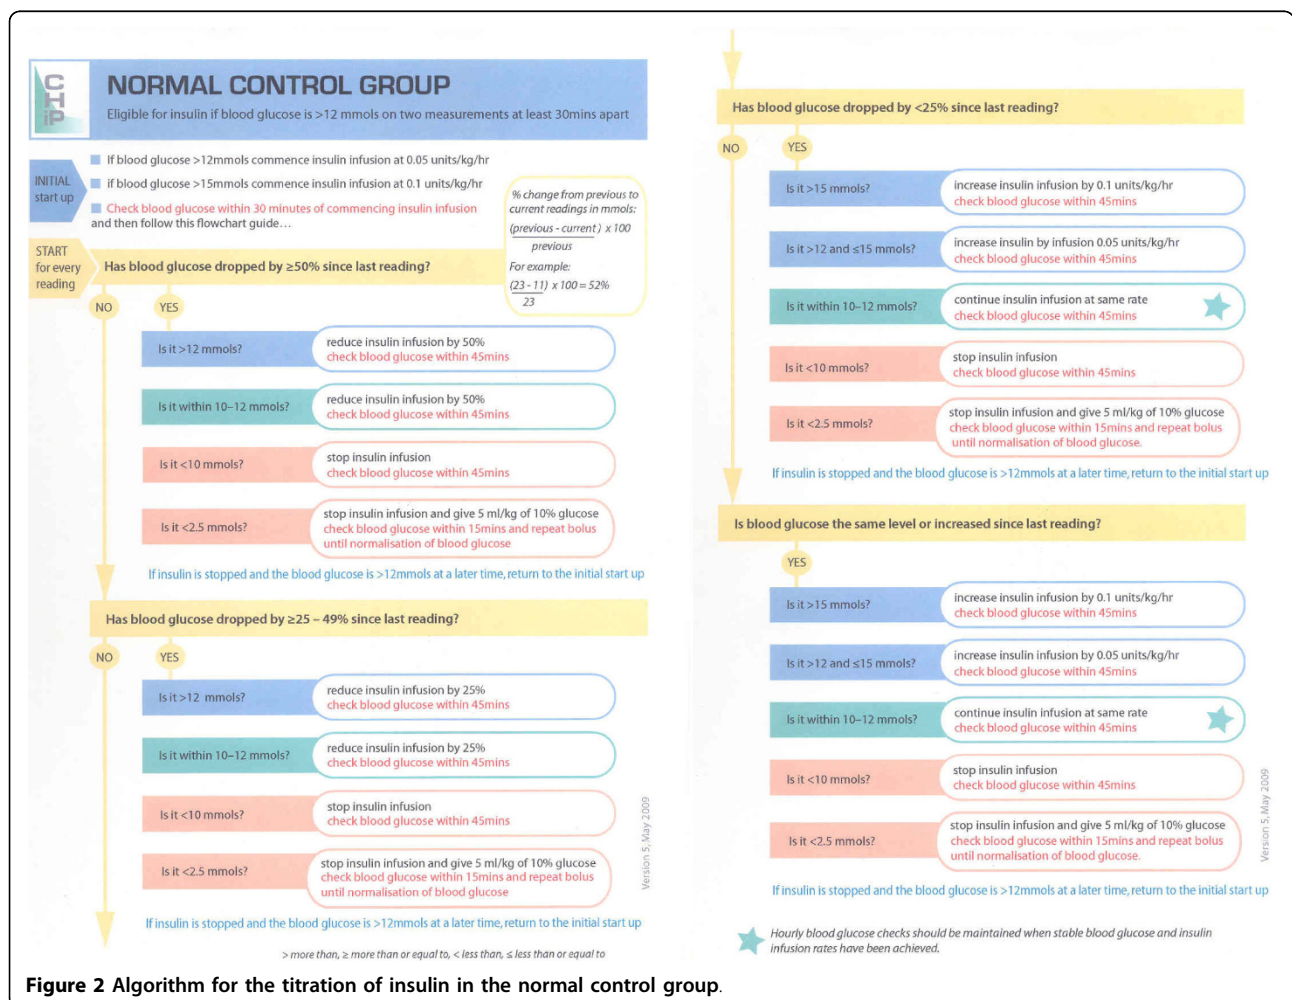 CHiP
NORMAL CONTROL GROUP
Eligible for insulin if blood glucose is >12 mmols on two measurements at least 30mins apart
INITIAL
start up
If blood glucose >12mmols commence insulin infusion at 0.05 units/kg/hr
if blood glucose >15mmols commence insulin infusion at 0.1 units/kg/hr
Check blood glucose within 30 minutes of commencing insulin infusion
and then follow this flowchart guide…
% change from previous to
current readings in mmols:
(previous - current) x 100
previous
For example:
(23 - 11) x 100 = 52%
23
START
for every
reading
Has blood glucose dropped by ≥50% since last reading?
NO
YES
Is it >12 mmols?
reduce insulin infusion by 50%
check blood glucose within 45mins
Is it within 10–12 mmols?
reduce insulin infusion by 50%
check blood glucose within 45mins
Is it <10 mmols?
stop insulin infusion
check blood glucose within 45mins
Is it <2.5 mmols?
stop insulin infusion and give 5 ml/kg of 10% glucose
check blood glucose within 15mins and repeat bolus
until normalisation of blood glucose
If insulin is stopped and the blood glucose is >12mmols at a later time, return to the initial start up
Has blood glucose dropped by ≥25 – 49% since last reading?
NO
YES
Is it >12 mmols?
reduce insulin infusion by 25%
check blood glucose within 45mins
Is it within 10–12 mmols?
reduce insulin infusion by 25%
check blood glucose within 45mins
Is it <10 mmols?
stop insulin infusion
check blood glucose within 45mins
Is it <2.5 mmols?
stop insulin infusion and give 5 ml/kg of 10% glucose
check blood glucose within 15mins and repeat bolus
until normalisation of blood glucose
If insulin is stopped and the blood glucose is >12mmols at a later time, return to the initial start up
Version 5, May 2009
> more than, ≥ more than or equal to, < less than, ≤ less than or equal to
Has blood glucose dropped by <25% since last reading?
NO
YES
Is it >15 mmols?
increase insulin infusion by 0.1 units/kg/hr
check blood glucose within 45mins
Is it >12 and ≤15 mmols?
increase insulin by infusion 0.05 units/kg/hr
check blood glucose within 45mins
Is it within 10–12 mmols?
continue insulin infusion at same rate
check blood glucose within 45mins
Is it <10 mmols?
stop insulin infusion
check blood glucose within 45mins
Is it <2.5 mmols?
stop insulin infusion and give 5 ml/kg of 10% glucose
check blood glucose within 15mins and repeat bolus
until normalisation of blood glucose.
If insulin is stopped and the blood glucose is >12mmols at a later time, return to the initial start up
Is blood glucose the same level or increased since last reading?
YES
Is it >15 mmols?
increase insulin infusion by 0.1 units/kg/hr
check blood glucose within 45mins
Is it >12 and ≤15 mmols?
increase insulin infusion by 0.05 units/kg/hr
check blood glucose within 45mins
Is it within 10–12 mmols?
continue insulin infusion at same rate
check blood glucose within 45mins
Is it <10 mmols?
stop insulin infusion
check blood glucose within 45mins
Is it <2.5 mmols?
stop insulin infusion and give 5 ml/kg of 10% glucose
check blood glucose within 15mins and repeat bolus
until normalisation of blood glucose.
If insulin is stopped and the blood glucose is >12mmols at a later time, return to the initial start up
Version 5, May 2009
Hourly blood glucose checks should be maintained when stable blood glucose and insulin
infusion rates have been achieved.
Figure 2 Algorithm for the titration of insulin in the normal control group.